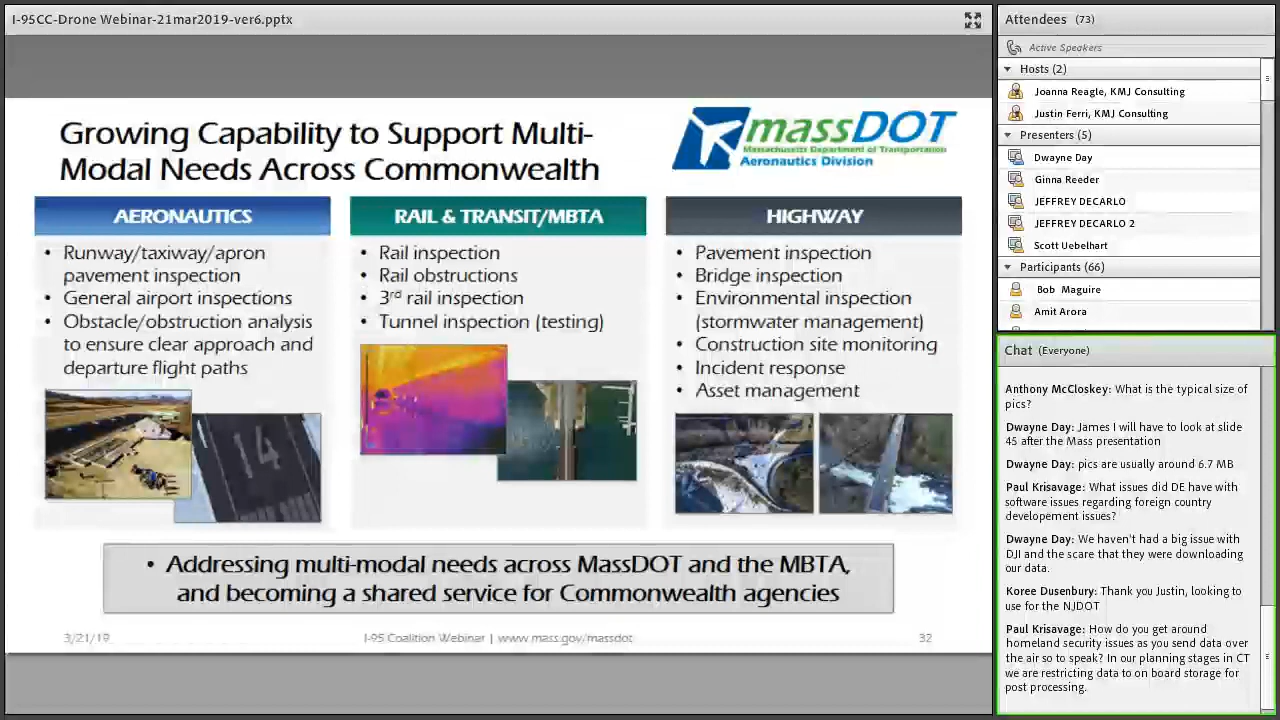 I-95CC-Drone Webinar-21mar2019-ver6.pptx
Growing Capability to Support Multi-
Modal Needs Across Commonwealth
massDOT
Massachusetts Department of Transportation
Aeronautics Division
AERONAUTICS
• Runway/taxiway/apron
pavement inspection
• General airport inspections
• Obstacle/obstruction analysis
to ensure clear approach and
departure flight paths
14
RAIL & TRANSIT/MBTA
• Rail inspection
• Rail obstructions
• 3rd rail inspection
• Tunnel inspection (testing)
HIGHWAY
• Pavement inspection
• Bridge inspection
• Environmental inspection
(stormwater management)
• Construction site monitoring
• Incident response
• Asset management
• Addressing multi-modal needs across MassDOT and the MBTA,
and becoming a shared service for Commonwealth agencies
3/21/19
I-95 Coalition Webinar | www.mass.gov/massdot
32
Attendees (73)
Active Speakers
Hosts (2)
Joanna Reagle, KMJ Consulting
Justin Ferri, KMJ Consulting
Presenters (5)
Dwayne Day
Ginna Reeder
JEFFREY DECARLO
JEFFREY DECARLO 2
Scott Uebelhart
Participants (66)
Bob Maguire
Amit Arora
Chat (Everyone)
Anthony McCloskey: What is the typical size of
pics?
Dwayne Day: James I will have to look at slide
45 after the Mass presentation
Dwayne Day: pics are usually around 6.7 MB
Paul Krisavage: What issues did DE have with
software issues regarding foreign country
developement issues?
Dwayne Day: We haven't had a big issue with
DJI and the scare that they were downloading
our data.
Koree Dusenbury: Thank you Justin, looking to
use for the NJDOT
Paul Krisavage: How do you get around
homeland security issues as you send data over
the air so to speak? In our planning stages in CT
we are restricting data to on board storage for
post processing.